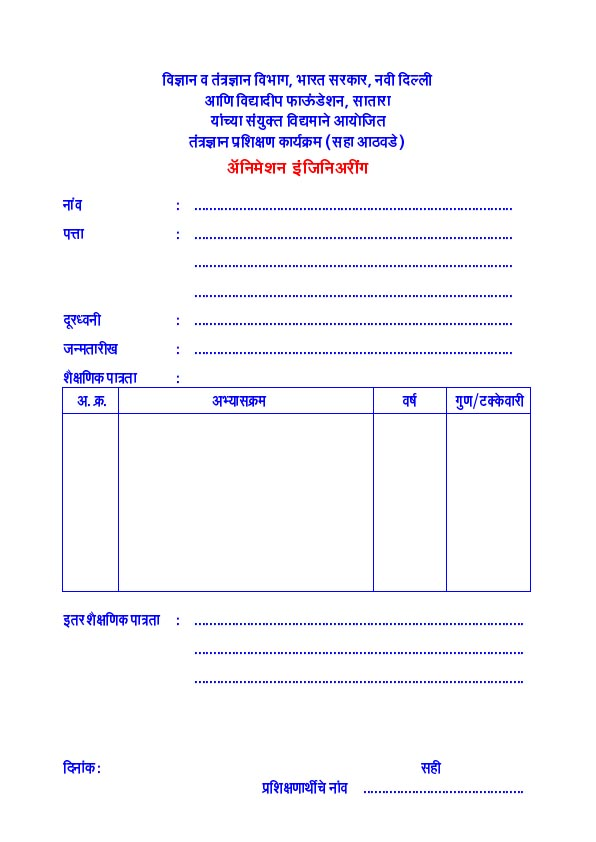 विज्ञान व तंत्रज्ञान विभाग, भारत सरकार, नवी दिल्ली
आणि विद्यादीप फाऊंडेशन, सातारा
यांच्या संयुक्त विद्यमाने आयोजित
तंत्रज्ञान प्रशिक्षण कार्यक्रम (सहा आठवडे)
ॲनिमेशन इंजिनिअरींग
नांव : ....................................................................................
पत्ता : ....................................................................................
....................................................................................
....................................................................................
दूरध्वनी : ....................................................................................
जन्मतारीख : ....................................................................................
शैक्षणिक पात्रता :
अ. क्र. अभ्यासक्रम वर्ष गुण/टक्केवारी
इतर शैक्षणिक पात्रता : .......................................................................................
.......................................................................................
.......................................................................................
दिनांक : सही
प्रशिक्षणार्थीचे नांव ...........................................